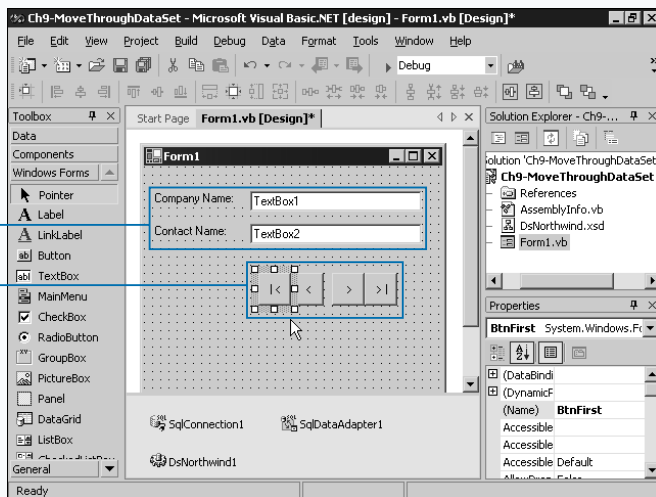 Ch9-MoveThroughDataSet - Microsoft Visual Basic.NET [design] - Form1.vb [Design]*
File Edit View Project Build Debug Data Format Tools Window Help
Debug
Toolbox
Data
Components
Windows Forms
Pointer
Label
LinkLabel
Button
TextBox
MainMenu
CheckBox
RadioButton
GroupBox
PictureBox
Panel
DataGrid
ListBox
CheckedListBox
General
Start Page Form1.vb [Design]*
Form1
Company Name: TextBox1
Contact Name: TextBox2
|< < > >|
SqlConnection1 SqlDataAdapter1
DsNorthwind1
Solution Explorer - Ch9-...
Solution 'Ch9-MoveThroughDataSet
Ch9-MoveThroughDataSet
References
AssemblyInfo.vb
DsNorthwind.xsd
Form1.vb
Properties
BtnFirst System.Windows.Fo
(DataBindi
(DynamicF
(Name) BtnFirst
Accessible
Accessible
Accessible Default
Ready